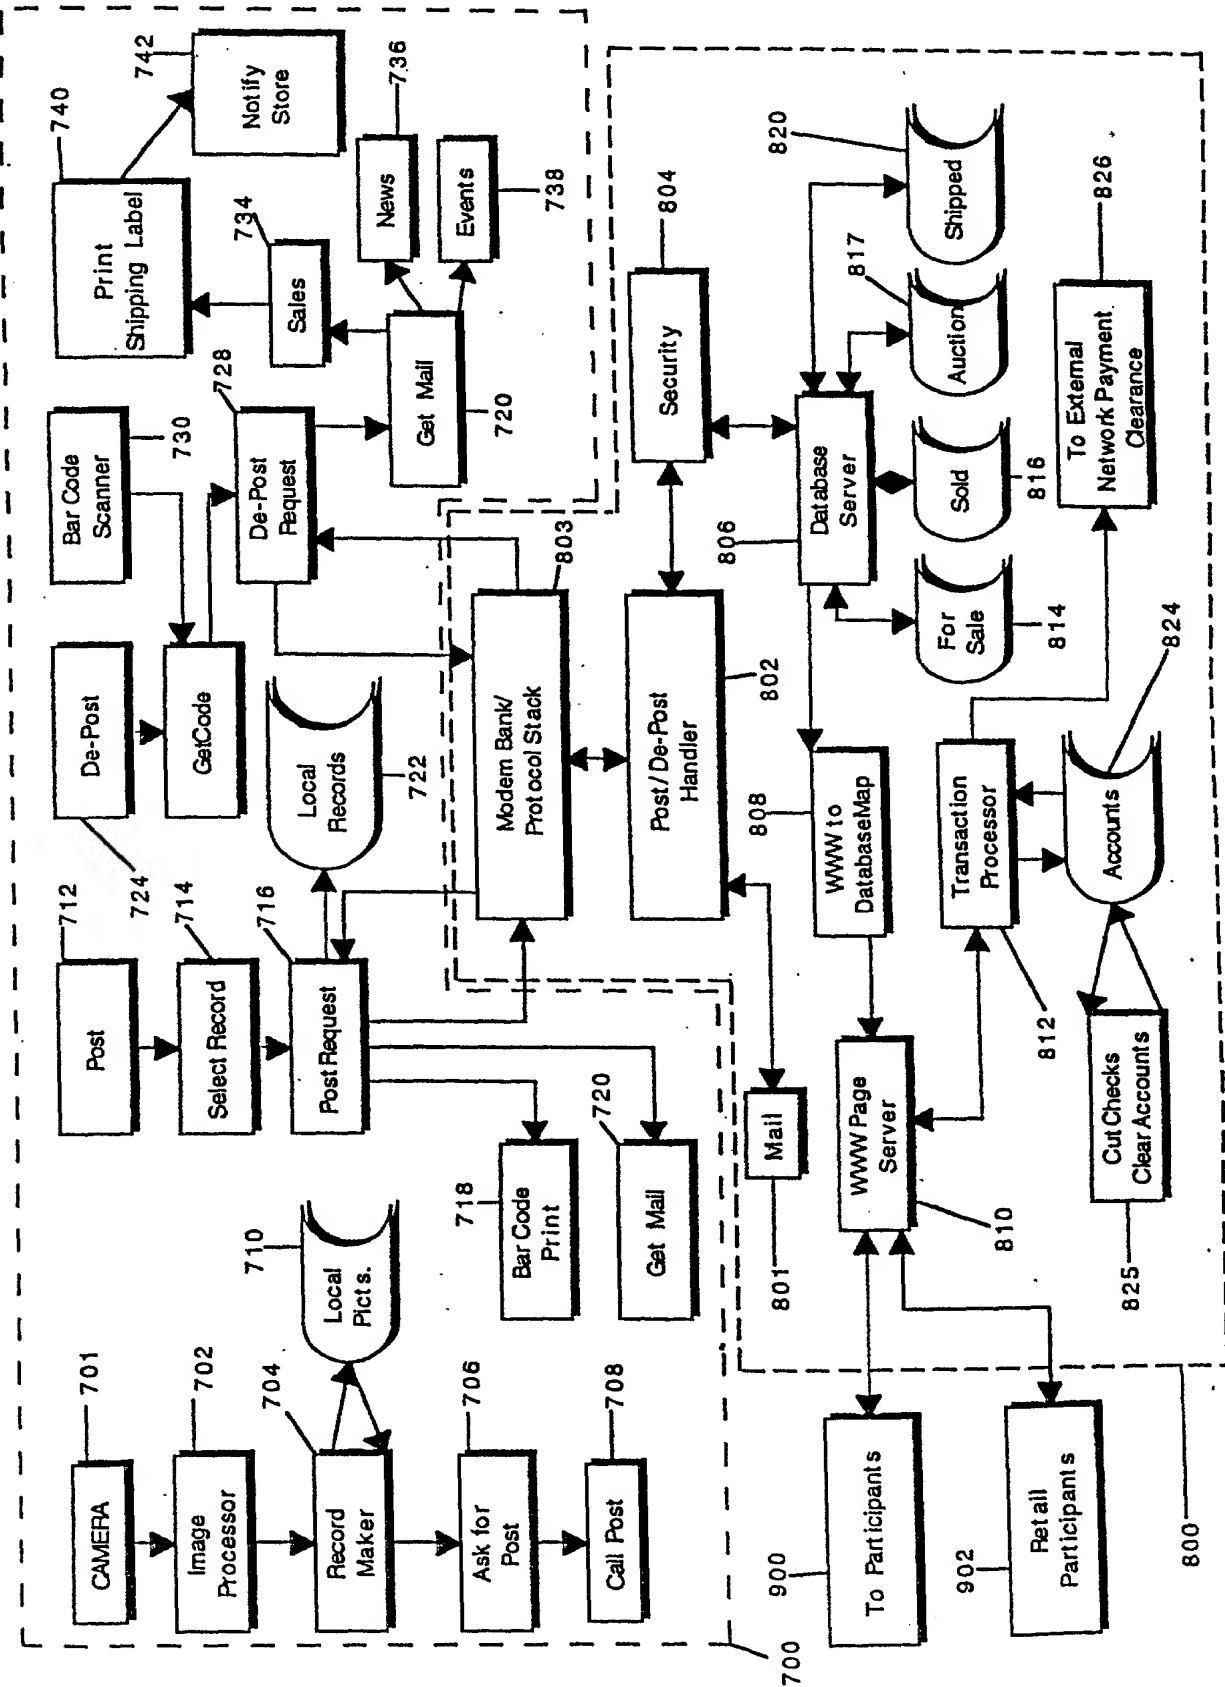 701
CAMERA
702
Image
Processor
704
Record
Maker
710
Local
Picts.
706
Ask for
Post
708
Call Post
712
Post
714
Select Record
716
Post Request
722
Local
Records
718
Bar Code
Print
720
Get Mail
724
De-Post
GetCode
730
Bar Code
Scanner
728
De-Post
Request
720
Get Mail
734
Sales
736
News
738
Events
740
Print
Shipping Label
742
Notify
Store
700
803
Modem Bank/
Protocol Stack
802
Post/De-Post
Handler
804
Security
801
Mail
806
Database
Server
808
WWW to
DatabaseMap
810
WWW Page
Server
812
Transaction
Processor
814
For
Sale
816
Sold
817
Auction
820
Shipped
824
Accounts
825
Cut Checks
Clear Accounts
826
To External
Network Payment
Clearance
900
To Participants
902
Retail
Participants
800